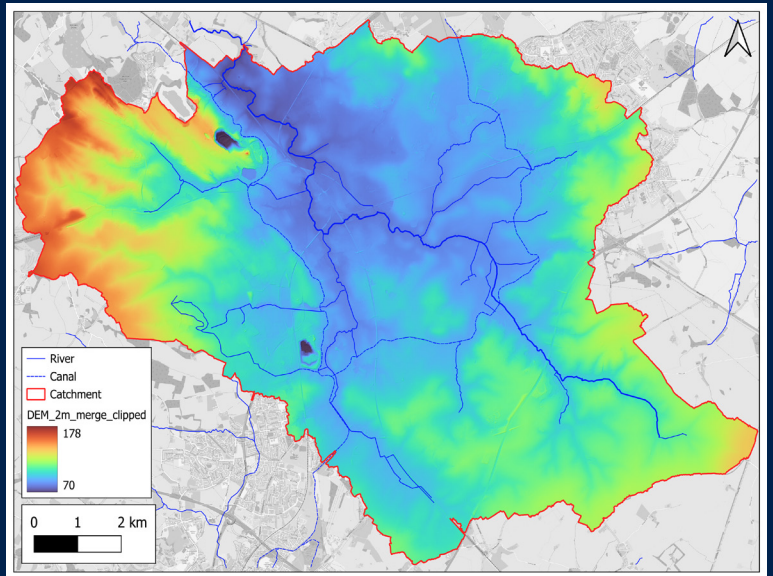 River
Canal
Catchment
DEM_2m_merge_clipped
178
70
0 1 2 km